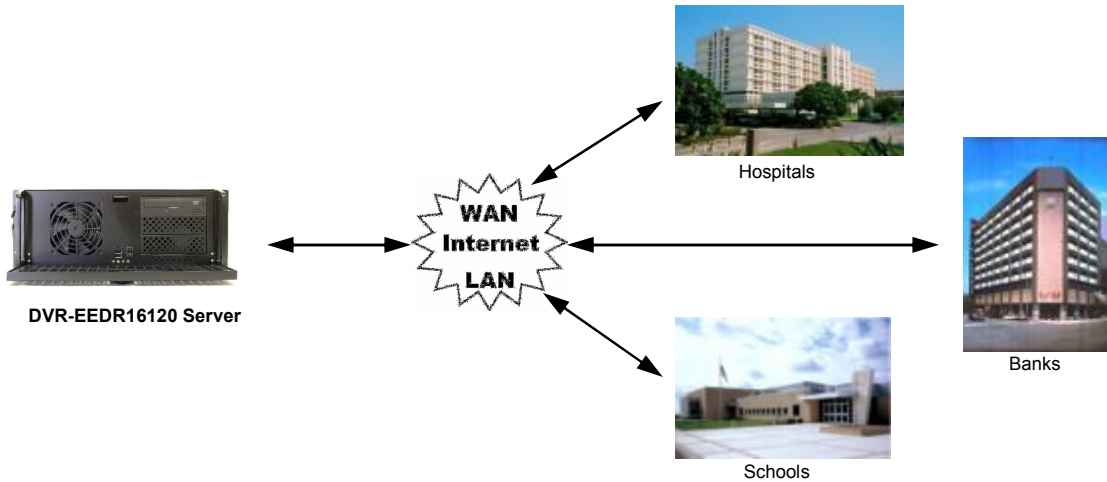 Hospitals
WAN
Internet
LAN
DVR-EEDR16120 Server
Banks
Schools